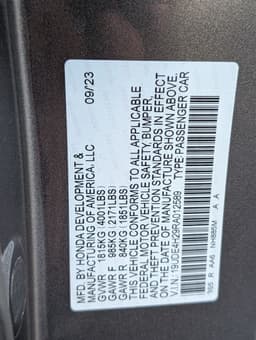 MFD. BY HONDA DEVELOPMENT & 09/23
MANUFACTURING OF AMERICA, LLC
GVWR 1815KG (4001LBS)
GAWR F 985KG (2171LBS)
GAWR R 840KG (1851LBS)
THIS VEHICLE CONFORMS TO ALL APPLICABLE
FEDERAL MOTOR VEHICLE SAFETY, BUMPER,
AND THEFT PREVENTION STANDARDS IN EFFECT
ON THE DATE OF MANUFACTURE SHOWN ABOVE.
V.I.N.: 19UDE4H29RA012589
TYPE: PASSENGER CAR
R AA6 NH885M A A